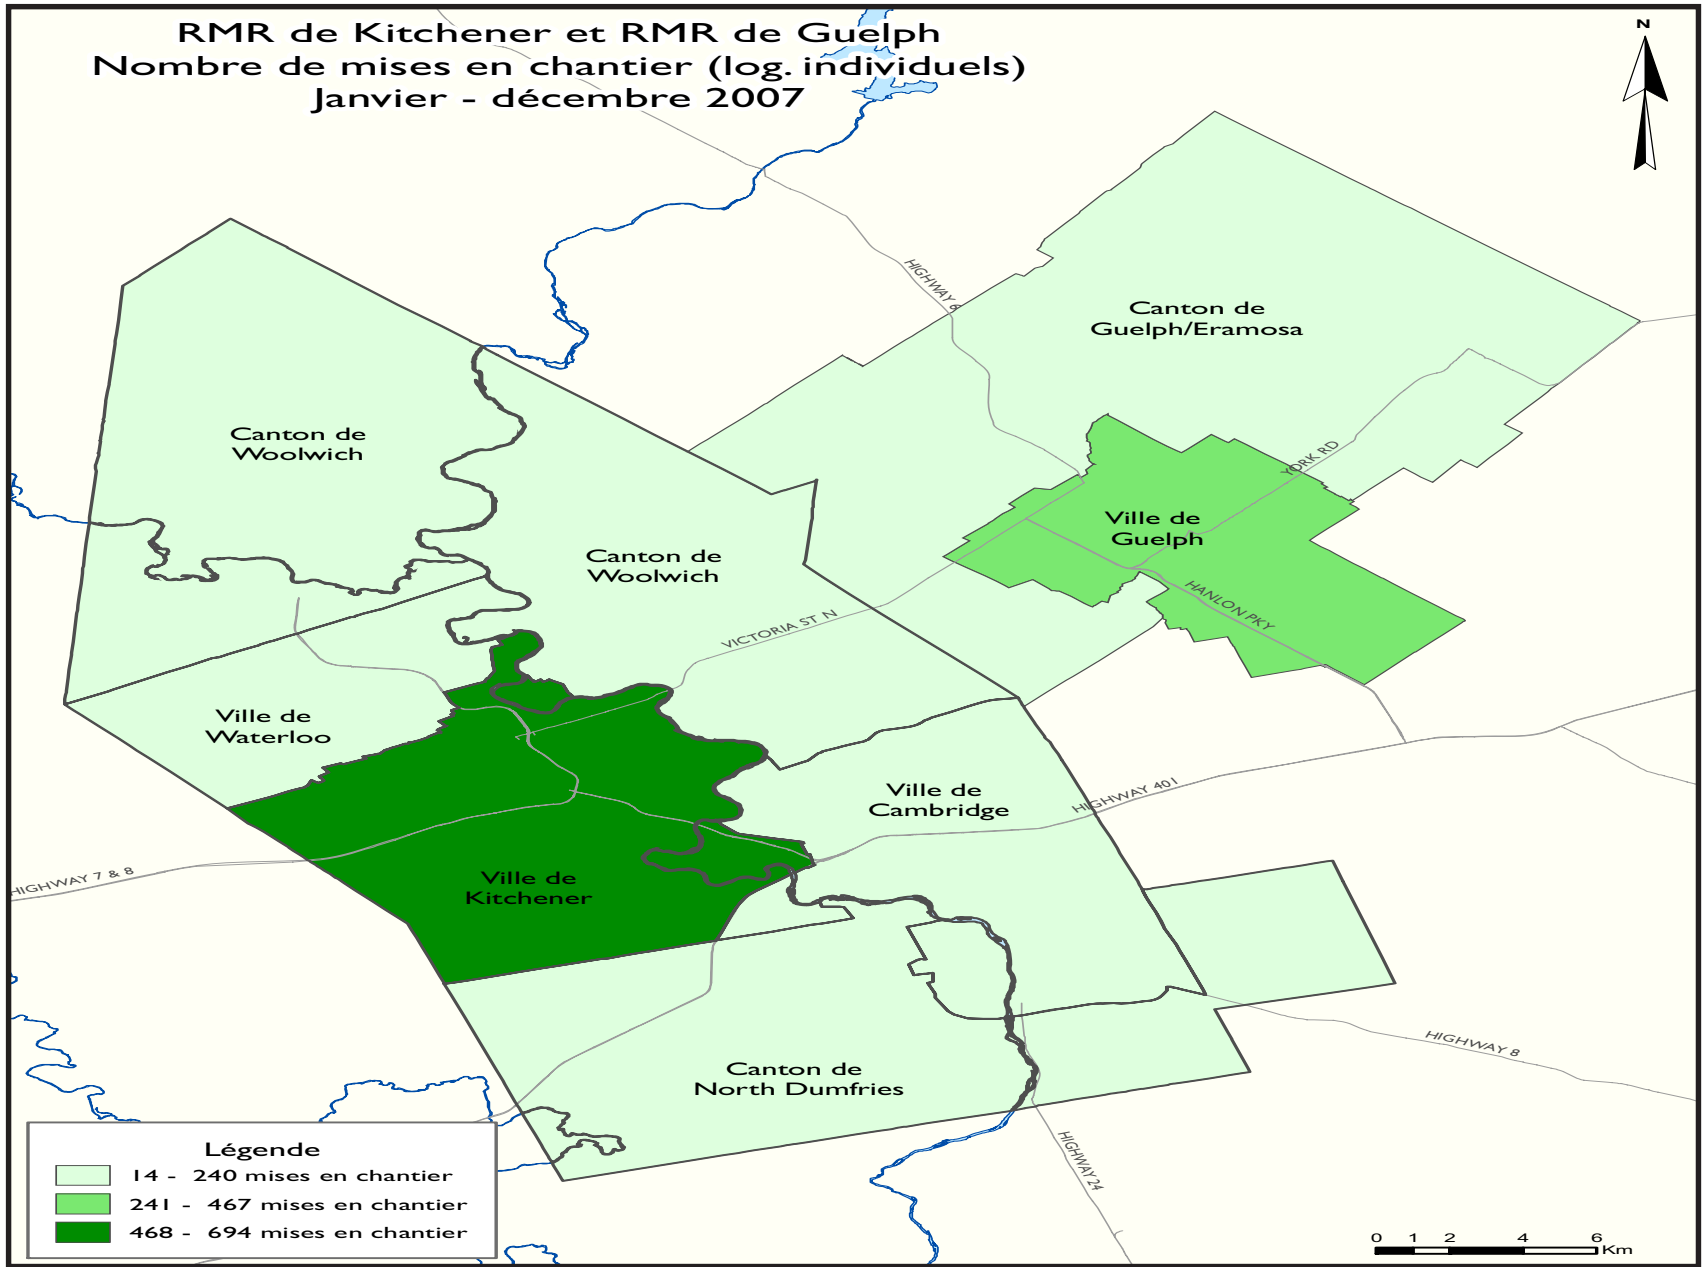 RMR de Kitchener et RMR de Guelph
Nombre de mises en chantier (log. individuels)
Janvier - décembre 2007
N
HIGHWAY 6
Canton de
Guelph/Eramosa
Canton de
Woolwich
YORK RD
Ville de
Guelph
Canton de
Woolwich
HANLON PKY
VICTORIA ST N
Ville de
Waterloo
Ville de
Cambridge
HIGHWAY 401
HIGHWAY 7 & 8
Ville de
Kitchener
HIGHWAY 8
Canton de
North Dumfries
HIGHWAY 24
Légende
14 - 240 mises en chantier
241 - 467 mises en chantier
468 - 694 mises en chantier
0 1 2 4 6
Km